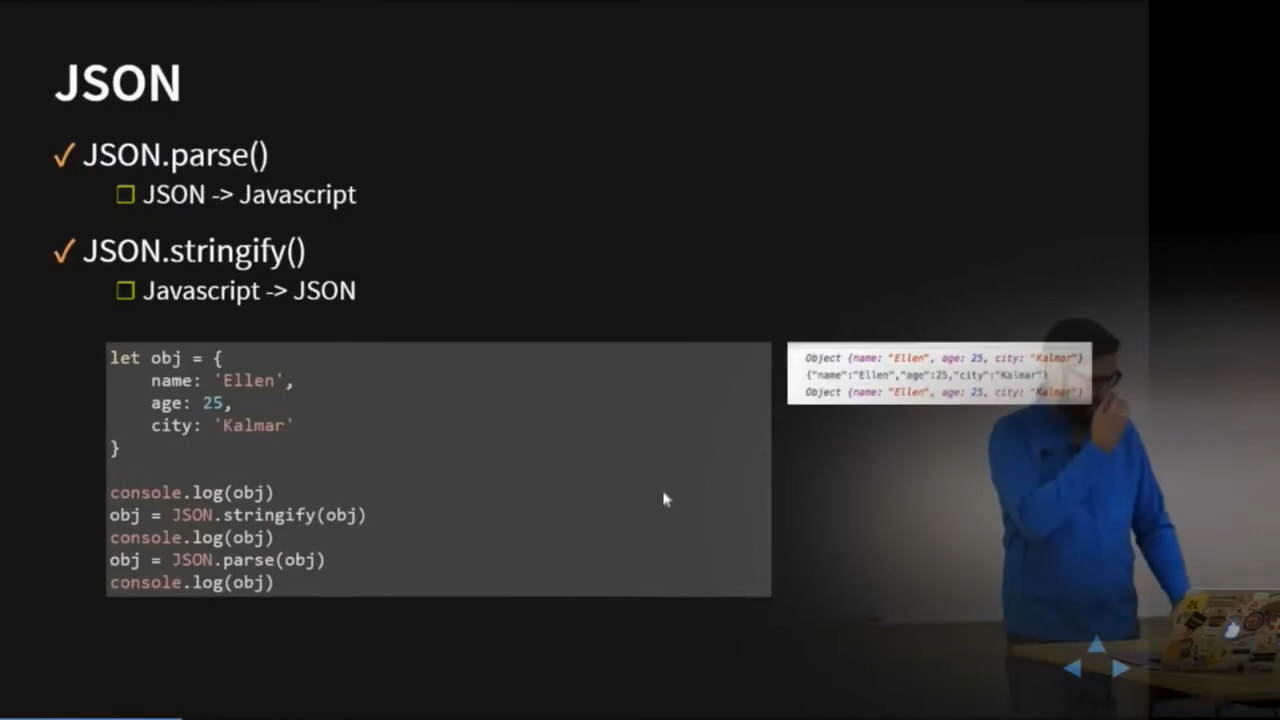 JSON
✓ JSON.parse()
❒ JSON -> Javascript
✓ JSON.stringify()
❒ Javascript -> JSON
let obj = {
    name: 'Ellen',
    age: 25,
    city: 'Kalmar'
}
console.log(obj)
obj = JSON.stringify(obj)
console.log(obj)
obj = JSON.parse(obj)
console.log(obj)
Object {name: "Ellen", age: 25, city: "Kalmar"}
{"name":"Ellen","age":25,"city":"Kalmar"}
Object {name: "Ellen", age: 25, city: "Kalmar"}